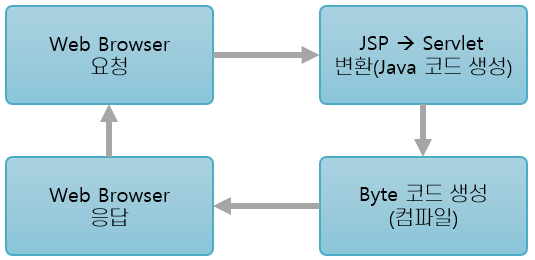 Web Browser
요청
JSP → Servlet
변환(Java 코드 생성)
Web Browser
응답
Byte 코드 생성
(컴파일)